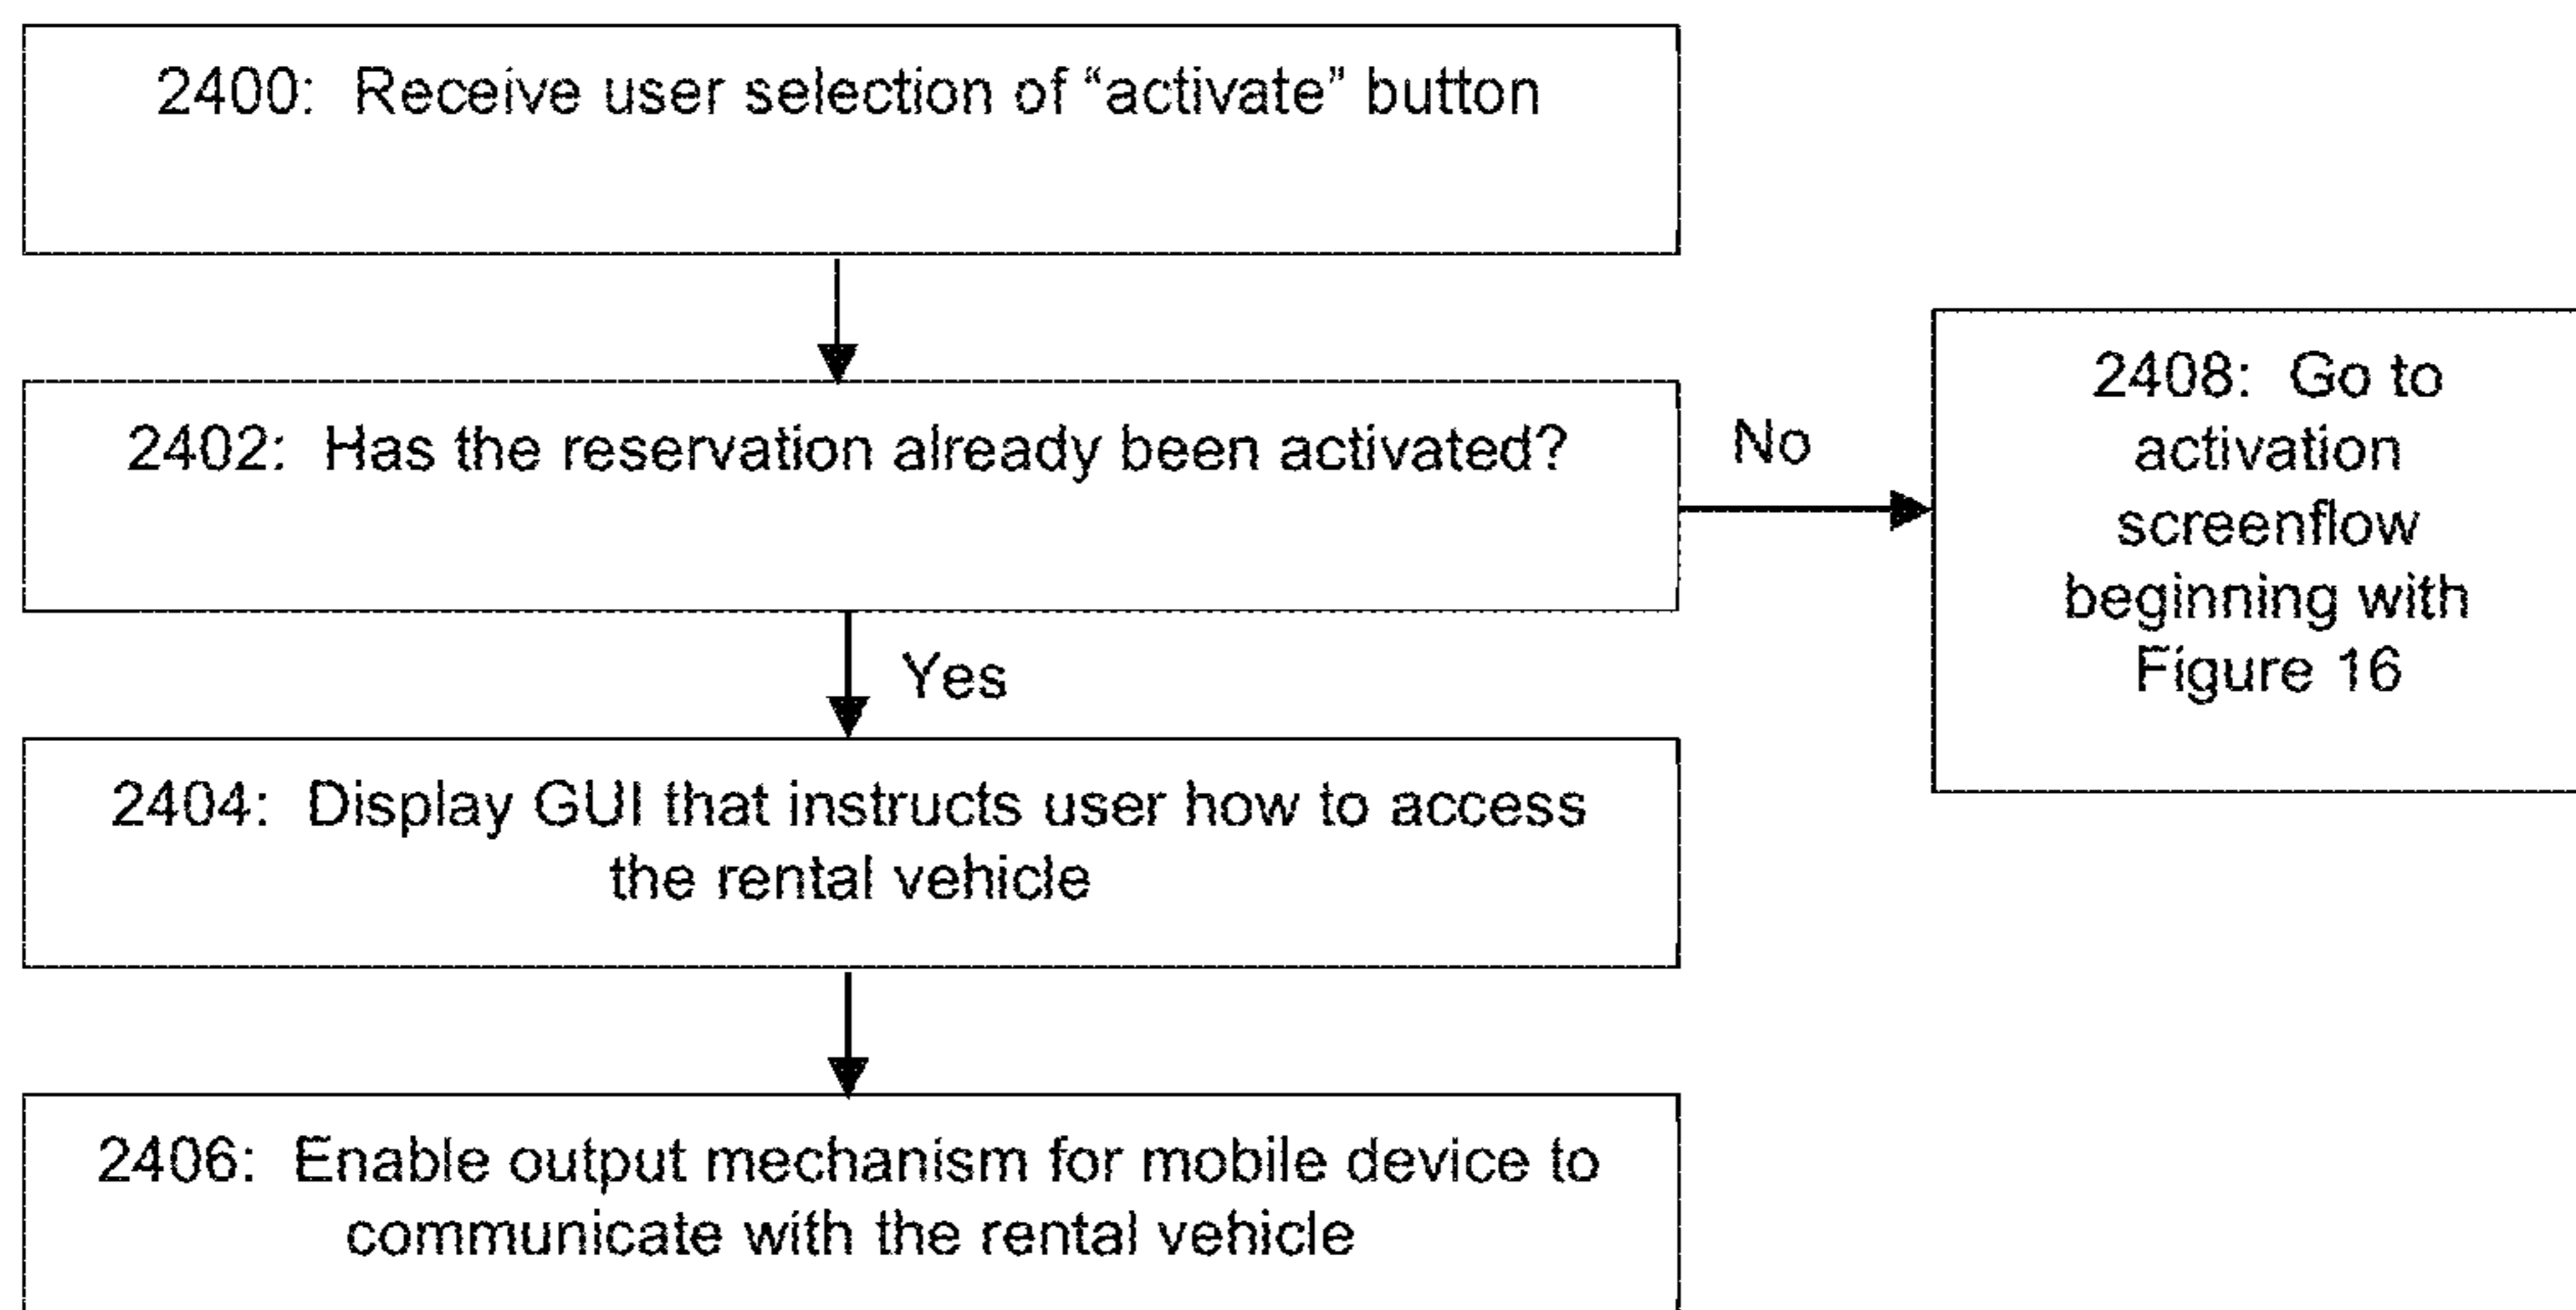 2400: Receive user selection of “activate” button
2402: Has the reservation already been activated?
No
2408: Go to
activation
screenflow
beginning with
Figure 16
Yes
2404: Display GUI that instructs user how to access
the rental vehicle
2406: Enable output mechanism for mobile device to
communicate with the rental vehicle